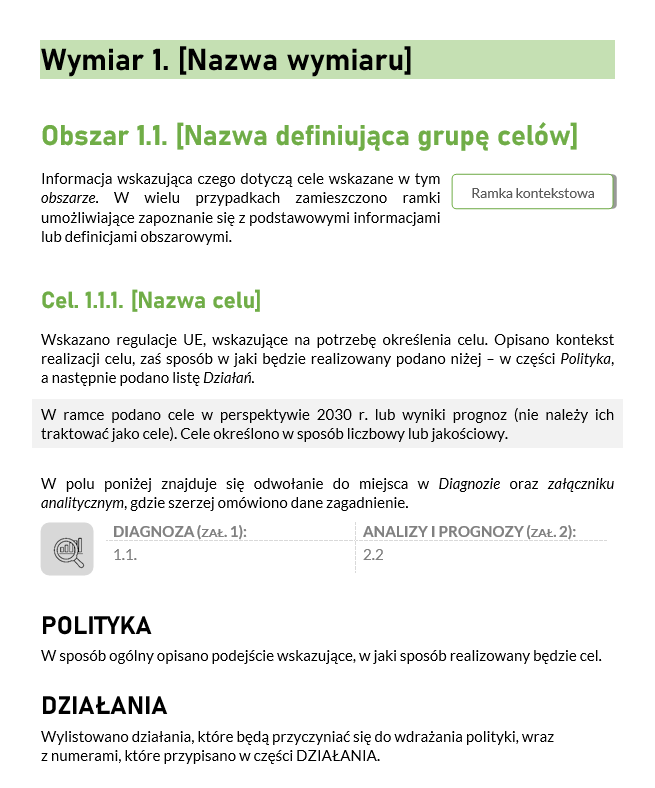 Wymiar 1. [Nazwa wymiaru]
Obszar 1.1. [Nazwa definiująca grupę celów]
Informacja wskazująca czego dotyczą cele wskazane w tym
obszarze. W wielu przypadkach zamieszczono ramki
umożliwiające zapoznanie się z podstawowymi informacjami
lub definicjami obszarowymi.
Ramka kontekstowa
Cel. 1.1.1. [Nazwa celu]
Wskazano regulacje UE, wskazujące na potrzebę określenia celu. Opisano kontekst
realizacji celu, zaś sposób w jaki będzie realizowany podano niżej – w części Polityka,
a następnie podano listę Działań.
W ramce podano cele w perspektywie 2030 r. lub wyniki prognoz (nie należy ich
traktować jako cele). Cele określono w sposób liczbowy lub jakościowy.
W polu poniżej znajduje się odwołanie do miejsca w Diagnozie oraz załączniku
analitycznym, gdzie szerzej omówiono dane zagadnienie.
DIAGNOZA (ZAŁ. 1):
1.1.
ANALIZY I PROGNOZY (ZAŁ. 2):
2.2
POLITYKA
W sposób ogólny opisano podejście wskazujące, w jaki sposób realizowany będzie cel.
DZIAŁANIA
Wylistowano działania, które będą przyczyniać się do wdrażania polityki, wraz
z numerami, które przypisano w części DZIAŁANIA.